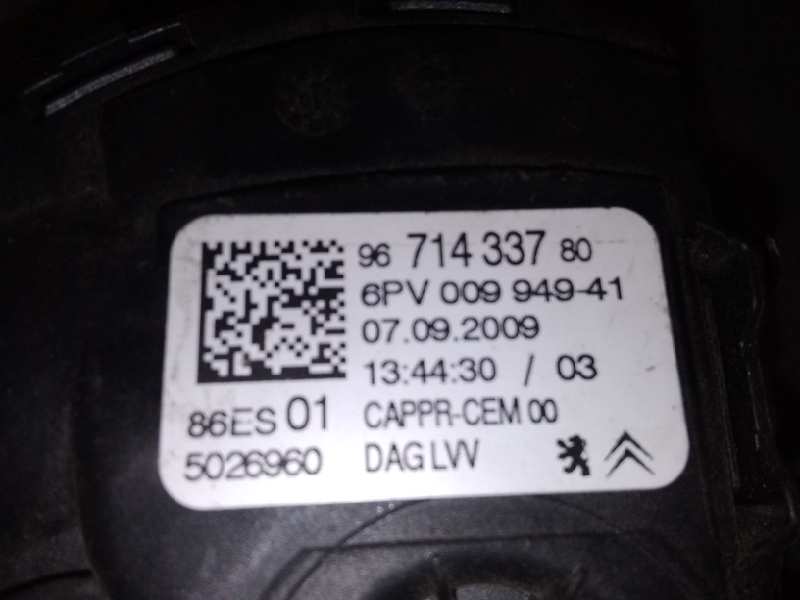 96 714 337 80
6PV 009 949-41
07.09.2009
13:44:30 / 03
86ES 01 CAPPR-CEM 00
5026960 DAG LVV